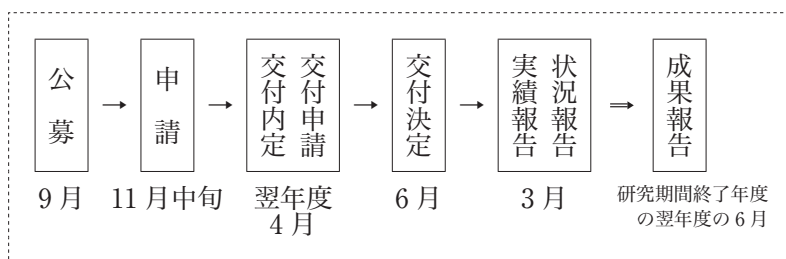 公募
→
申請
→
交付申請
交付内定
→
交付決定
→
状況報告
実績報告
⇒
成果報告
9月
11月中旬
翌年度
4月
6月
3月
研究期間終了年度
の翌年度の6月